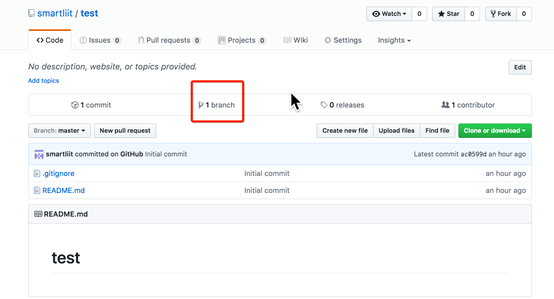 smartliit / test
Watch 0 Star 0 Fork 0
Code Issues 0 Pull requests 0 Projects 0 Wiki Settings Insights
No description, website, or topics provided.
Edit
Add topics
1 commit 1 branch 0 releases 1 contributor
Branch: master New pull request Create new file Upload files Find file Clone or download
smartliit committed on GitHub Initial commit Latest commit ac0599d an hour ago
.gitignore Initial commit an hour ago
README.md Initial commit an hour ago
README.md
test